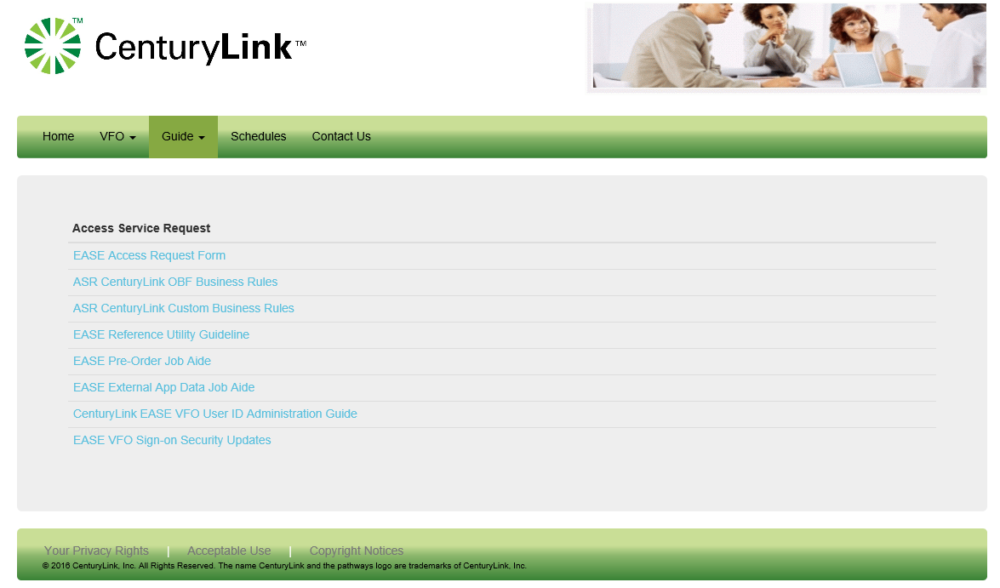 CenturyLink™
Home VFO Guide Schedules Contact Us
Access Service Request
EASE Access Request Form
ASR CenturyLink OBF Business Rules
ASR CenturyLink Custom Business Rules
EASE Reference Utility Guideline
EASE Pre-Order Job Aide
EASE External App Data Job Aide
CenturyLink EASE VFO User ID Administration Guide
EASE VFO Sign-on Security Updates
Your Privacy Rights | Acceptable Use | Copyright Notices
© 2016 CenturyLink, Inc. All Rights Reserved. The name CenturyLink and the pathways logo are trademarks of CenturyLink, Inc.